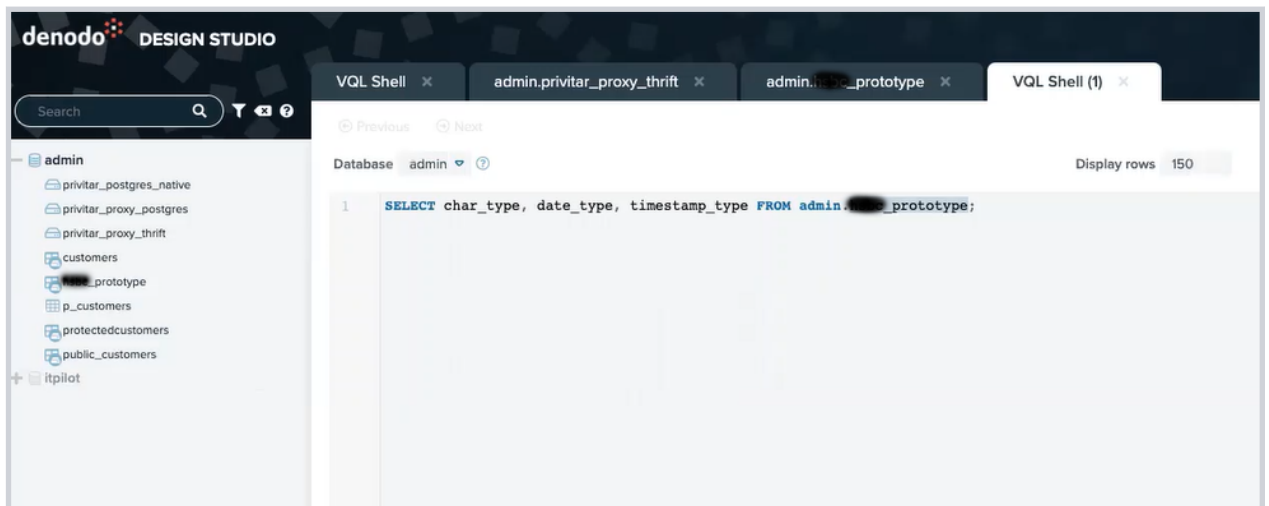 denodo DESIGN STUDIO
VQL Shell × admin.privitar_proxy_thrift × admin. _prototype × VQL Shell (1) ×
Search
Previous Next
Database admin Display rows 150
1 SELECT char_type, date_type, timestamp_type FROM admin. _prototype;
admin
privitar_postgres_native
privitar_proxy_postgres
privitar_proxy_thrift
customers
_prototype
p_customers
protectedcustomers
public_customers
itpilot